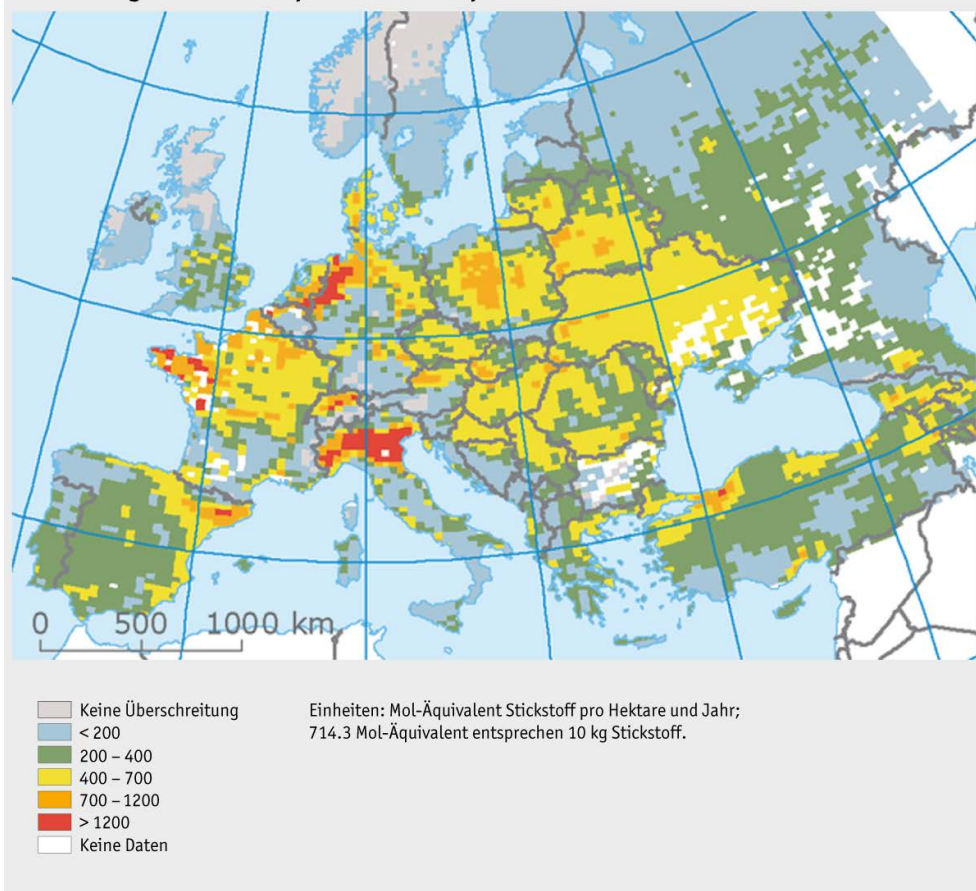 0 500 1000 km
Keine Überschreitung
< 200
200 – 400
400 – 700
700 – 1200
> 1200
Keine Daten
Einheiten: Mol-Äquivalent Stickstoff pro Hektare und Jahr;
714.3 Mol-Äquivalent entsprechen 10 kg Stickstoff.